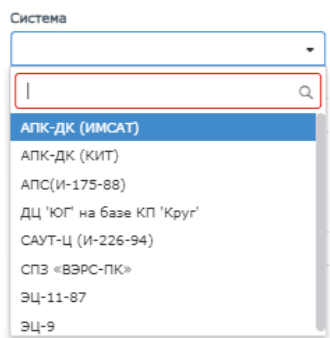 Система
АПК-ДК (ИМСАТ)
АПК-ДК (КИТ)
АПС(И-175-88)
ДЦ 'ЮГ' на базе КП 'Круг'
САУТ-Ц (И-226-94)
СПЗ «ВЭРС-ПК»
ЭЦ-11-87
ЭЦ-9